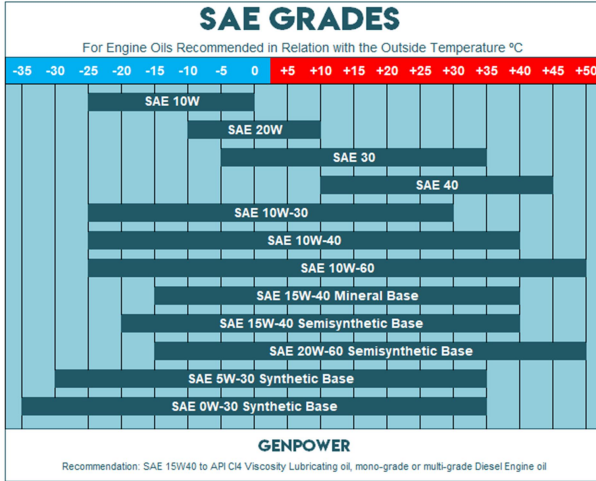 SAE GRADES
For Engine Oils Recommended in Relation with the Outside Temperature ºC
-35 -30 -25 -20 -15 -10 -5 0 +5 +10 +15 +20 +25 +30 +35 +40 +45 +50
SAE 10W
SAE 20W
SAE 30
SAE 40
SAE 10W-30
SAE 10W-40
SAE 10W-60
SAE 15W-40 Mineral Base
SAE 15W-40 Semisynthetic Base
SAE 20W-60 Semisynthetic Base
SAE 5W-30 Synthetic Base
SAE 0W-30 Synthetic Base
GENPOWER
Recommendation: SAE 15W40 to API CI4 Viscosity Lubricating oil, mono-grade or multi-grade Diesel Engine oil